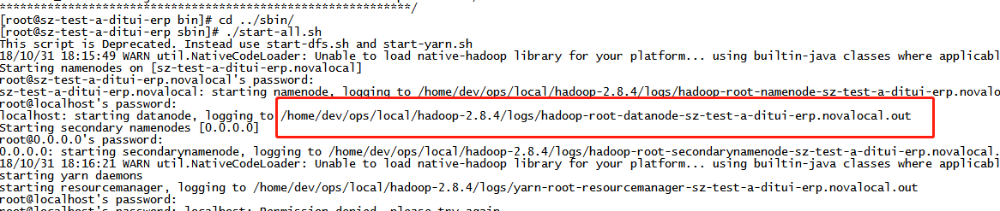 ************************************************************/
[root@sz-test-a-ditui-erp bin]# cd ../sbin/
[root@sz-test-a-ditui-erp sbin]# ./start-all.sh
This script is Deprecated. Instead use start-dfs.sh and start-yarn.sh
18/10/31 18:15:49 WARN util.NativeCodeLoader: Unable to load native-hadoop library for your platform... using builtin-java classes where applicabl
Starting namenodes on [sz-test-a-ditui-erp.novalocal]
root@sz-test-a-ditui-erp.novalocal's password:
sz-test-a-ditui-erp.novalocal: starting namenode, logging to /home/dev/ops/local/hadoop-2.8.4/logs/hadoop-root-namenode-sz-test-a-ditui-erp.novalo
root@localhost's password:
localhost: starting datanode, logging to /home/dev/ops/local/hadoop-2.8.4/logs/hadoop-root-datanode-sz-test-a-ditui-erp.novalocal.out
Starting secondary namenodes [0.0.0.0]
root@0.0.0.0's password:
0.0.0.0: starting secondarynamenode, logging to /home/dev/ops/local/hadoop-2.8.4/logs/hadoop-root-secondarynamenode-sz-test-a-ditui-erp.novalocal.
18/10/31 18:16:21 WARN util.NativeCodeLoader: Unable to load native-hadoop library for your platform... using builtin-java classes where applicabl
starting yarn daemons
starting resourcemanager, logging to /home/dev/ops/local/hadoop-2.8.4/logs/yarn-root-resourcemanager-sz-test-a-ditui-erp.novalocal.out
root@localhost's password:
root@localhost's password: localhost: Permission denied, please try again.